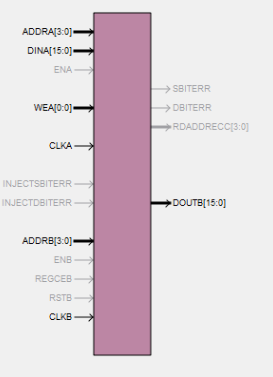 ADDRA[3:0]
DINA[15:0]
ENA
SBITERR
WEA[0:0]
DBITERR
RDADDRECC[3:0]
CLKA
INJECTSBITERR
INJECTDBITERR
DOUTB[15:0]
ADDRB[3:0]
ENB
REGCEB
RSTB
CLKB